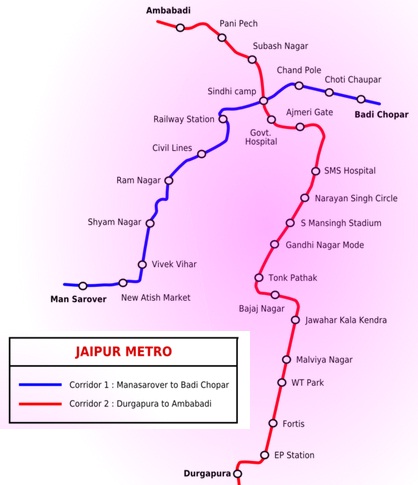 Ambabadi
Pani Pech
Subash Nagar
Chand Pole
Choti Chaupar
Sindhi camp
Badi Chopar
Railway Station
Ajmeri Gate
Govt.
Hospital
Civil Lines
SMS Hospital
Ram Nagar
Narayan Singh Circle
Shyam Nagar
S Mansingh Stadium
Gandhi Nagar Mode
Vivek Vihar
Tonk Pathak
Man Sarover
New Atish Market
Bajaj Nagar
Jawahar Kala Kendra
JAIPUR METRO
Corridor 1 : Manasarover to Badi Chopar
Corridor 2 : Durgapura to Ambabadi
Malviya Nagar
WT Park
Fortis
EP Station
Durgapura